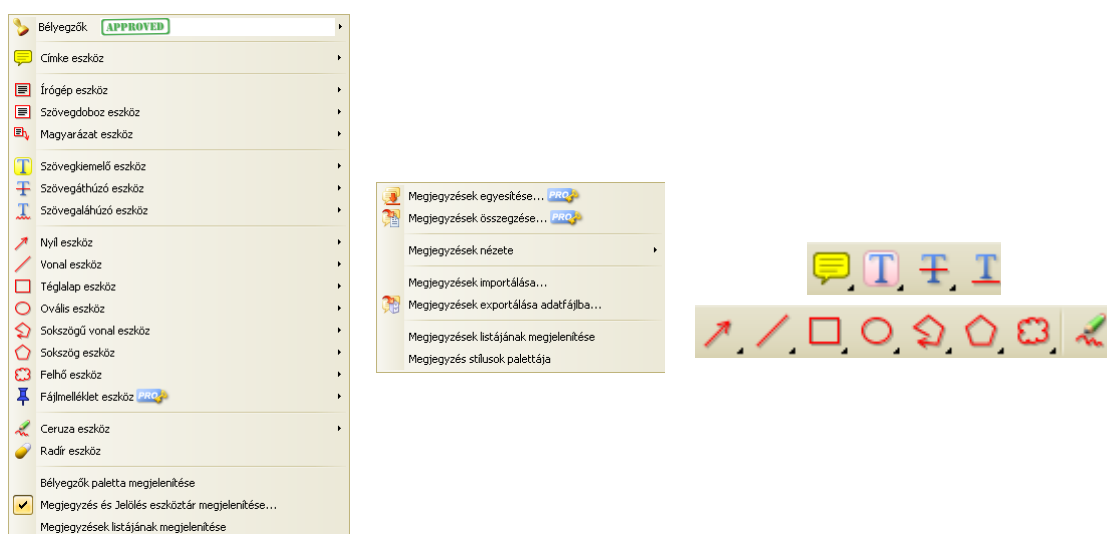 Bélyegzők APPROVED
Címke eszköz
Írógép eszköz
Szövegdoboz eszköz
Magyarázat eszköz
Szövegkiemelő eszköz
Szövegáthúzó eszköz
Szövegaláhúzó eszköz
Nyíl eszköz
Vonal eszköz
Téglalap eszköz
Ovális eszköz
Sokszögű vonal eszköz
Sokszög eszköz
Felhő eszköz
Fájlmelléklet eszköz PRO
Ceruza eszköz
Radír eszköz
Bélyegzők paletta megjelenítése
Megjegyzés és Jelölés eszköztár megjelenítése...
Megjegyzések listájának megjelenítése
Megjegyzések egyesítése... PRO
Megjegyzések összegzése... PRO
Megjegyzések nézete
Megjegyzések importálása...
Megjegyzések exportálása adatfájlba...
Megjegyzések listájának megjelenítése
Megjegyzés stílusok palettája